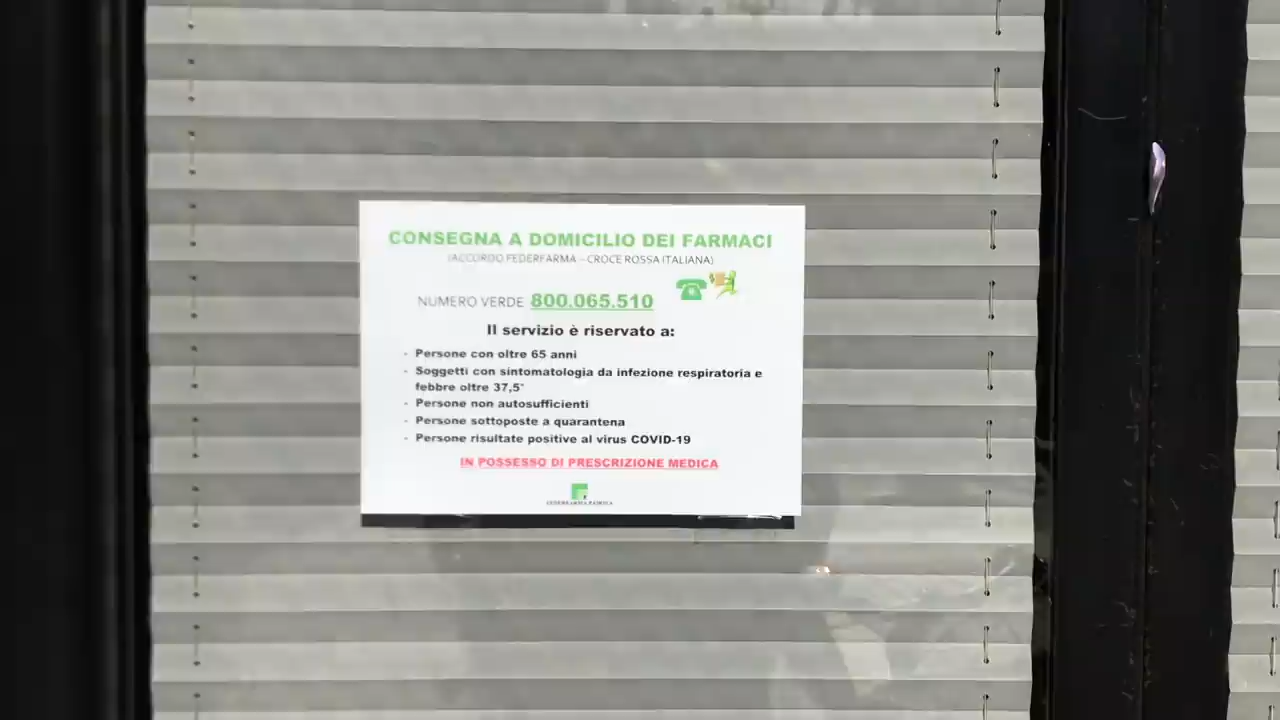 CONSEGNA A DOMICILIO DEI FARMACI
(ACCORDO FEDERFARMA – CROCE ROSSA ITALIANA)
NUMERO VERDE 800.065.510
Il servizio è riservato a:
- Persone con oltre 65 anni
- Soggetti con sintomatologia da infezione respiratoria e
febbre oltre 37,5°
- Persone non autosufficienti
- Persone sottoposte a quarantena
- Persone risultate positive al virus COVID-19
IN POSSESSO DI PRESCRIZIONE MEDICA